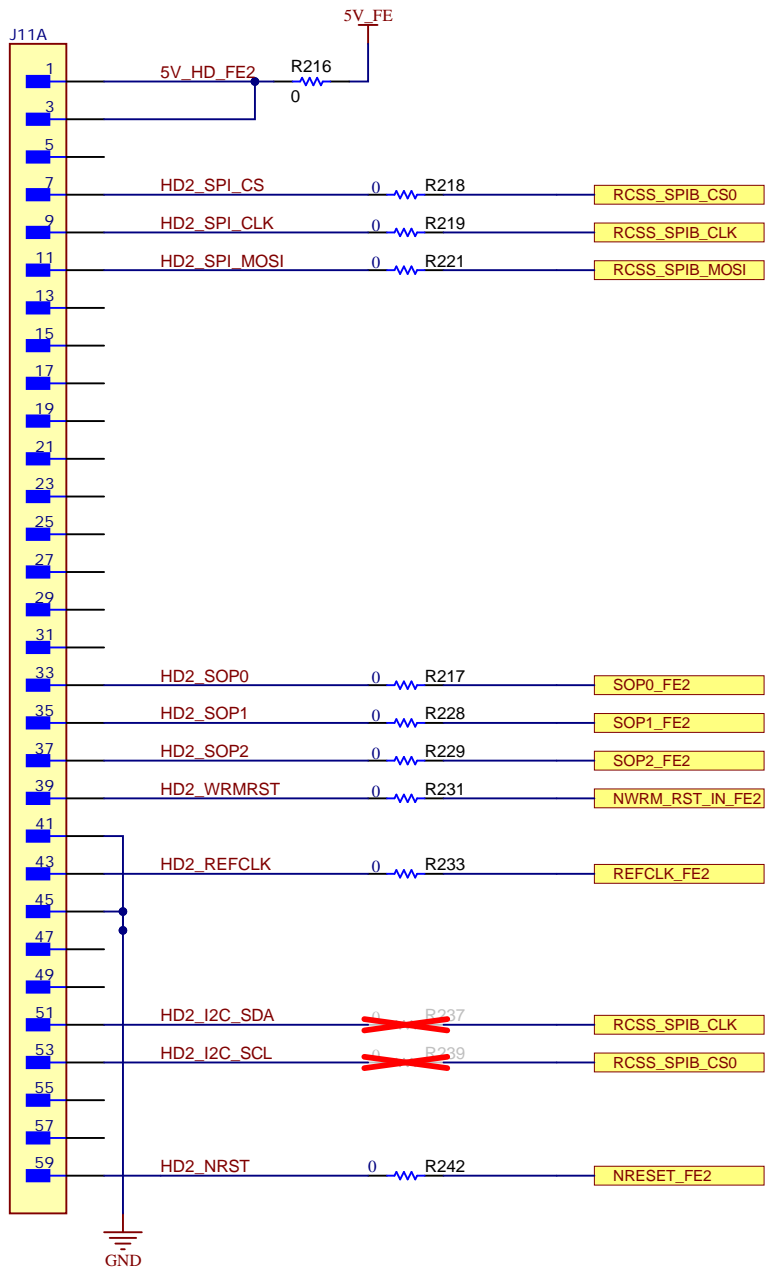 5V_FE
J11A
1 5V_HD_FE2 R216
0
3
5
7 HD2_SPI_CS 0 R218 RCSS_SPIB_CS0
9 HD2_SPI_CLK 0 R219 RCSS_SPIB_CLK
11 HD2_SPI_MOSI 0 R221 RCSS_SPIB_MOSI
13
15
17
19
21
23
25
27
29
31
33 HD2_SOP0 0 R217 SOP0_FE2
35 HD2_SOP1 0 R228 SOP1_FE2
37 HD2_SOP2 0 R229 SOP2_FE2
39 HD2_WRMRST 0 R231 NWRM_RST_IN_FE2
41
43 HD2_REFCLK 0 R233 REFCLK_FE2
45
47
49
51 HD2_I2C_SDA 0 R237 RCSS_SPIB_CLK
53 HD2_I2C_SCL 0 R239 RCSS_SPIB_CS0
55
57
59 HD2_NRST 0 R242 NRESET_FE2
GND